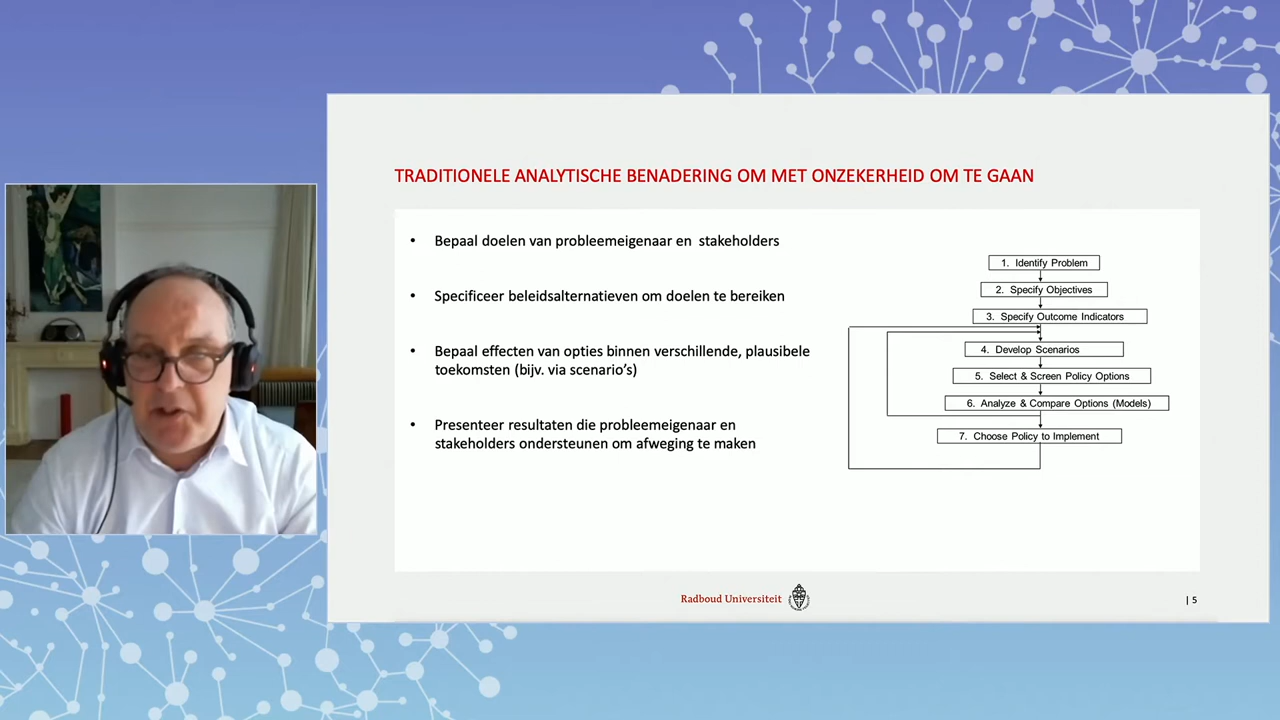 TRADITIONELE ANALYTISCHE BENADERING OM MET ONZEKERHEID OM TE GAAN
• Bepaal doelen van probleemeigenaar en stakeholders
• Specificeer beleidsalternatieven om doelen te bereiken
• Bepaal effecten van opties binnen verschillende, plausibele
toekomsten (bijv. via scenario's)
• Presenteer resultaten die probleemeigenaar en
stakeholders ondersteunen om afweging te maken
1. Identify Problem
2. Specify Objectives
3. Specify Outcome Indicators
4. Develop Scenarios
5. Select & Screen Policy Options
6. Analyze & Compare Options (Models)
7. Choose Policy to Implement
Radboud Universiteit
| 5